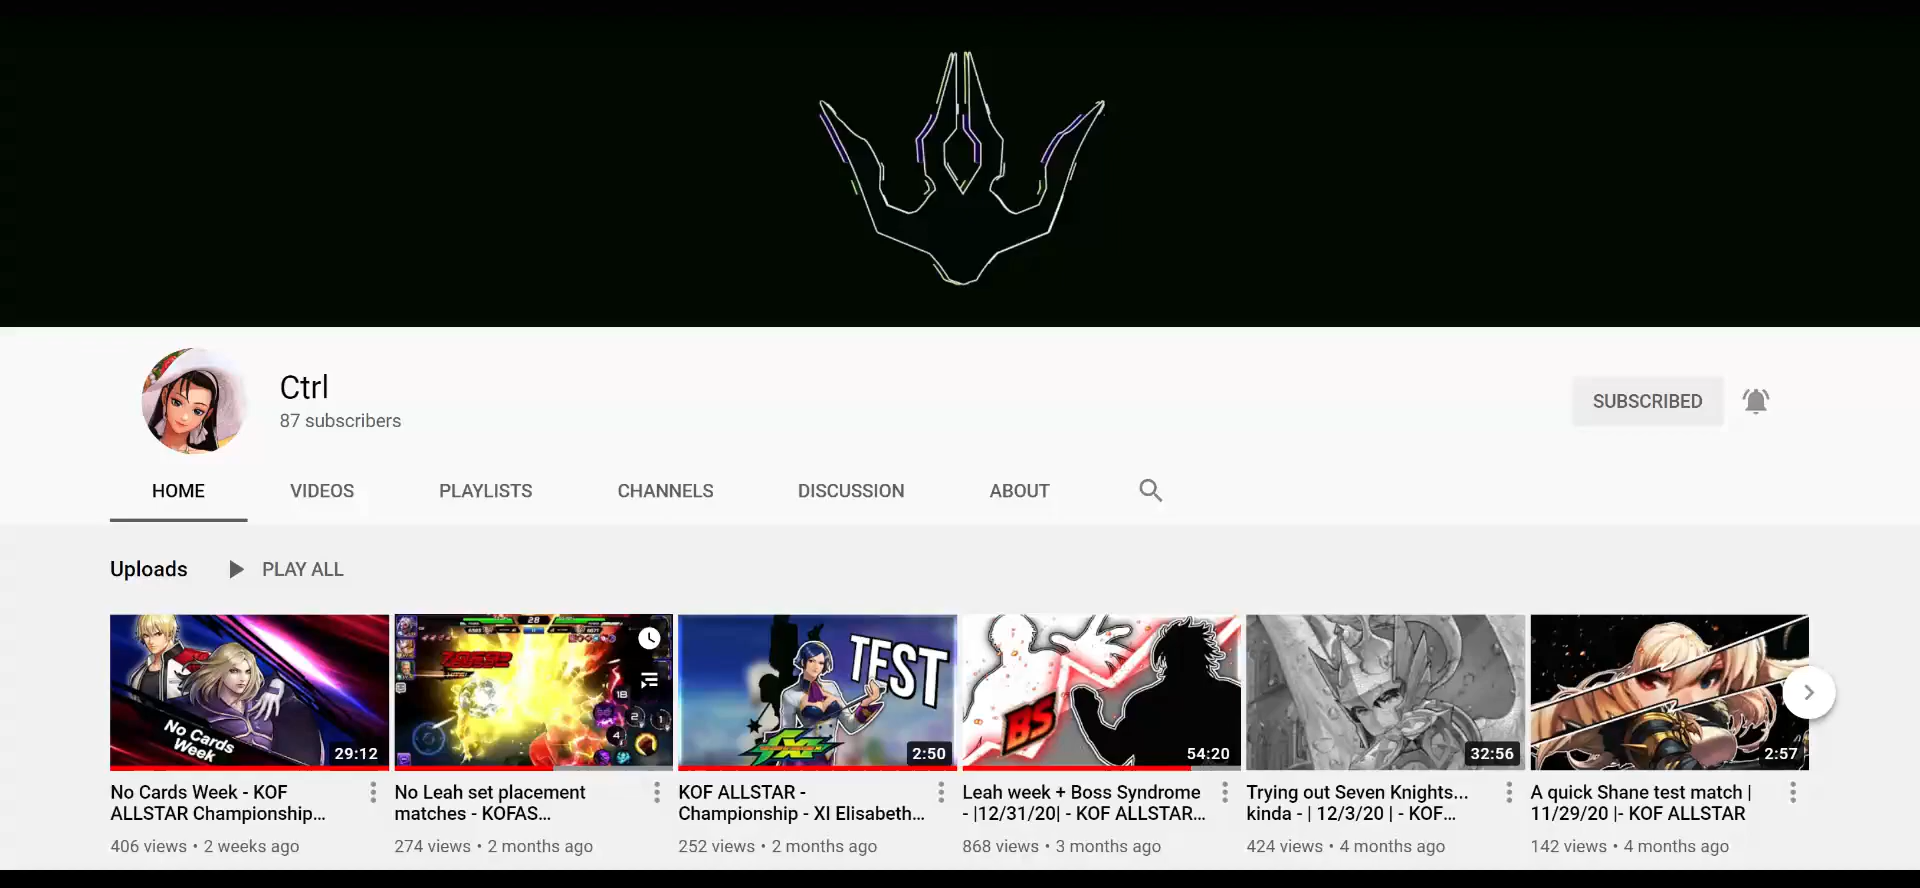 Ctrl
87 subscribers
SUBSCRIBED
HOME VIDEOS PLAYLISTS CHANNELS DISCUSSION ABOUT
Uploads PLAY ALL
No Cards
Week
29:12
28
18
2
1
4
TEST
2:50
BS
54:20
32:56
2:57
No Cards Week - KOF
ALLSTAR Championship...
406 views • 2 weeks ago
No Leah set placement
matches - KOFAS...
274 views • 2 months ago
KOF ALLSTAR -
Championship - XI Elisabeth...
252 views • 2 months ago
Leah week + Boss Syndrome
- |12/31/20| - KOF ALLSTAR...
868 views • 3 months ago
Trying out Seven Knights...
kinda - | 12/3/20 | - KOF...
424 views • 4 months ago
A quick Shane test match |
11/29/20 |- KOF ALLSTAR
142 views • 4 months ago